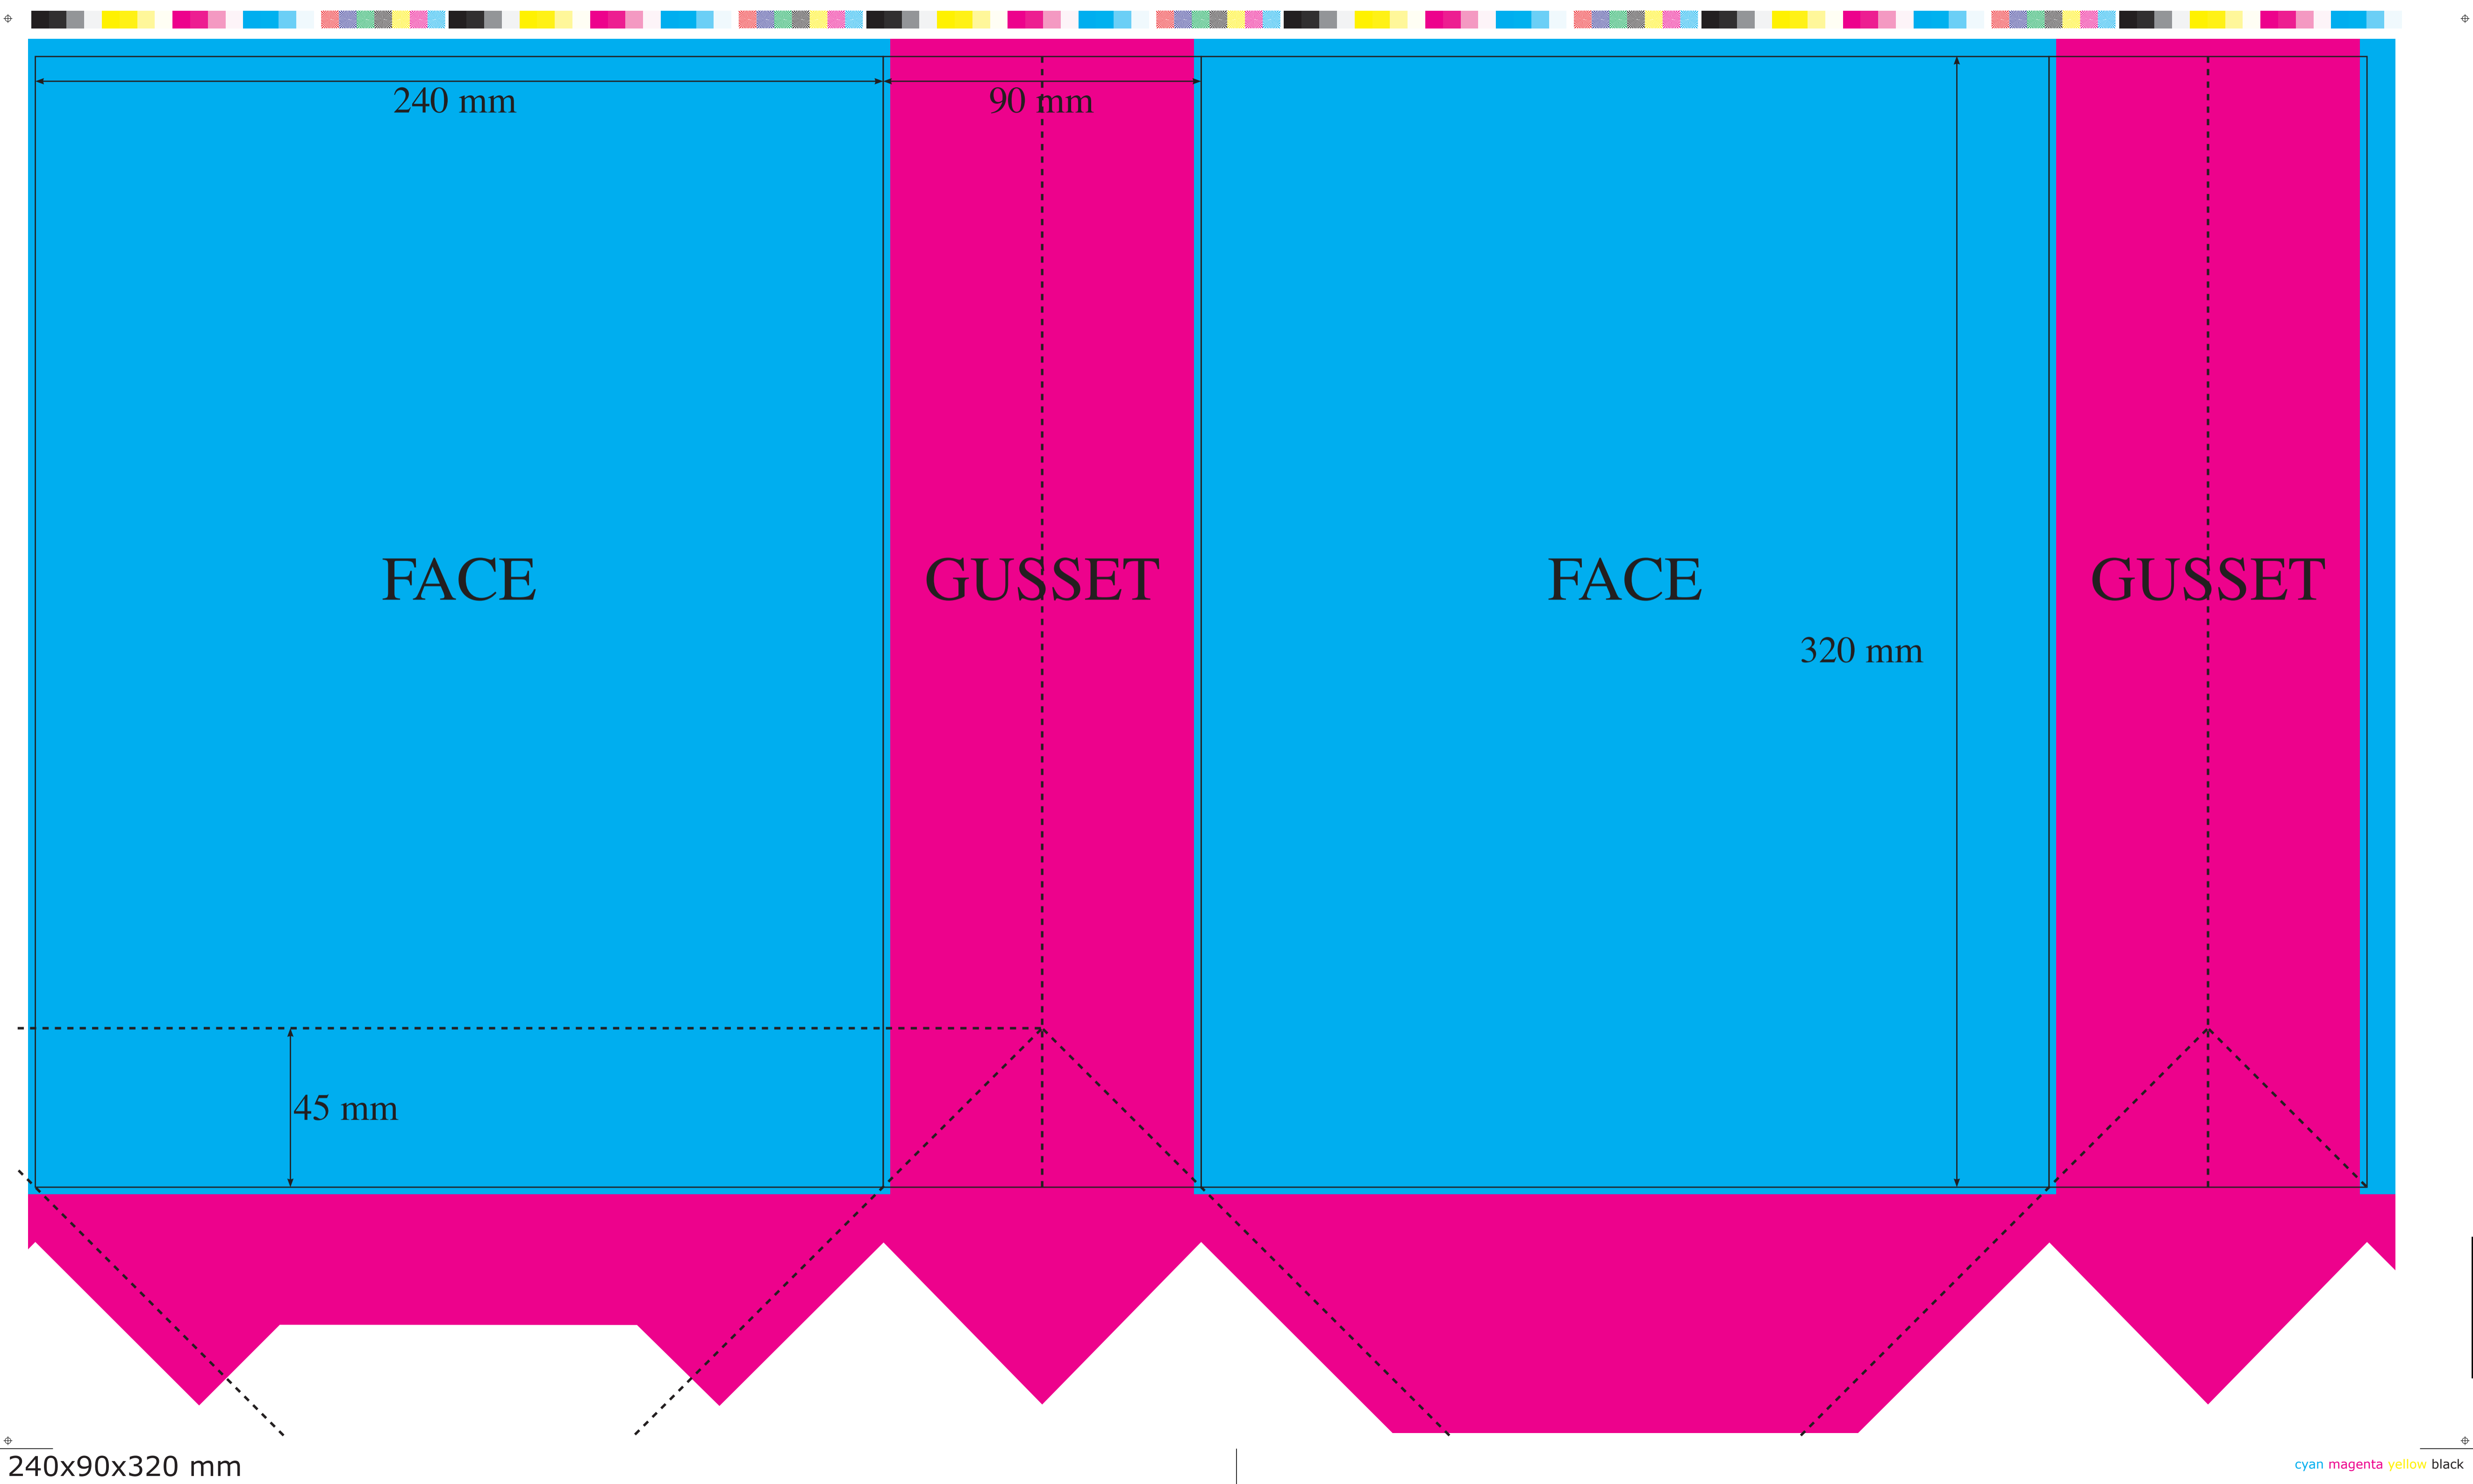 240 mm
90 mm
FACE
GUSSET
FACE
GUSSET
320 mm
45 mm
240x90x320 mm
cyan magenta yellow black